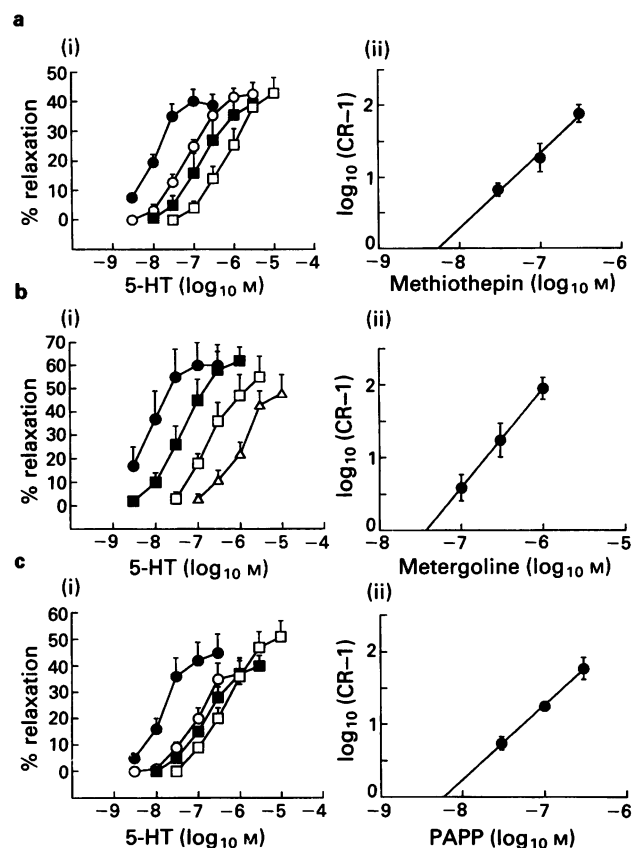 a
(i)
(ii)
% relaxation
50
40
30
20
10
0
−9 −8 −7 −6 −5 −4
5-HT (log10 M)
log10 (CR−1)
2
1
0
−9 −8 −7 −6
Methiothepin (log10 M)
b
(i)
(ii)
% relaxation
70
60
50
40
30
20
10
0
−9 −8 −7 −6 −5 −4
5-HT (log10 M)
log10 (CR−1)
2
1
0
−8 −7 −6 −5
Metergoline (log10 M)
c
(i)
(ii)
% relaxation
60
50
40
30
20
10
0
−9 −8 −7 −6 −5 −4
5-HT (log10 M)
log10 (CR−1)
2
1
0
−9 −8 −7 −6
PAPP (log10 M)